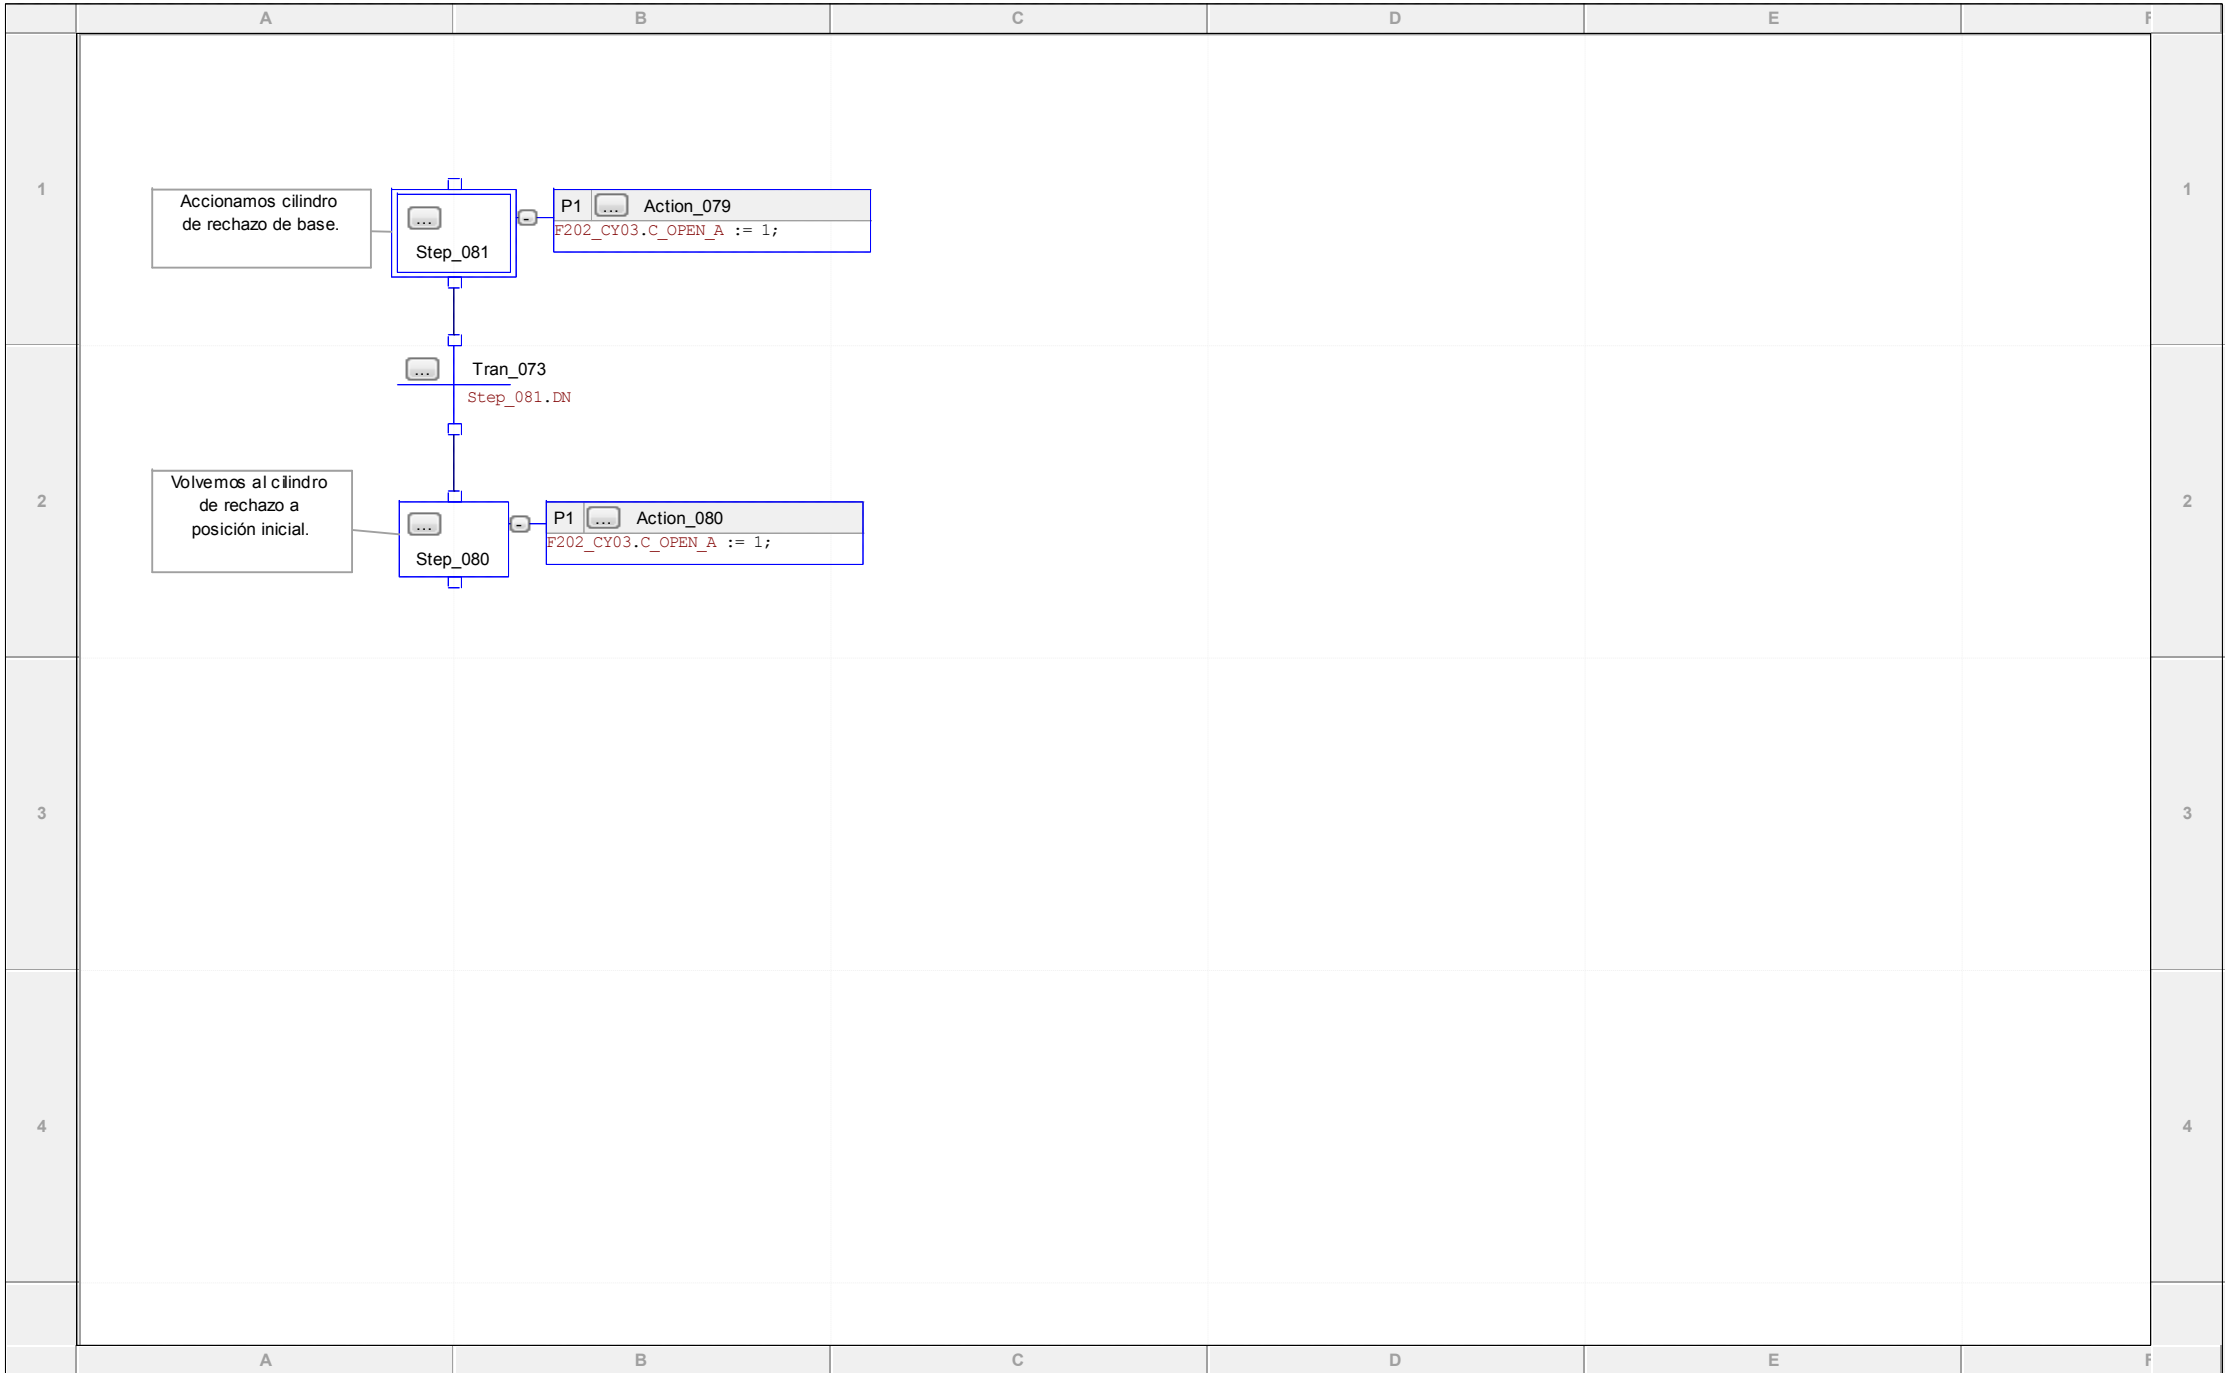 A B C D E F
1 1
Accionamos cilindro
de rechazo de base.
...
Step_081
-
P1 ... Action_079
F202_CY03.C_OPEN_A := 1;
... Tran_073
Step_081.DN
2 2
Volvemos al cilindro
de rechazo a
posición inicial.
...
Step_080
-
P1 ... Action_080
F202_CY03.C_OPEN_A := 1;
3 3
4 4
A B C D E F